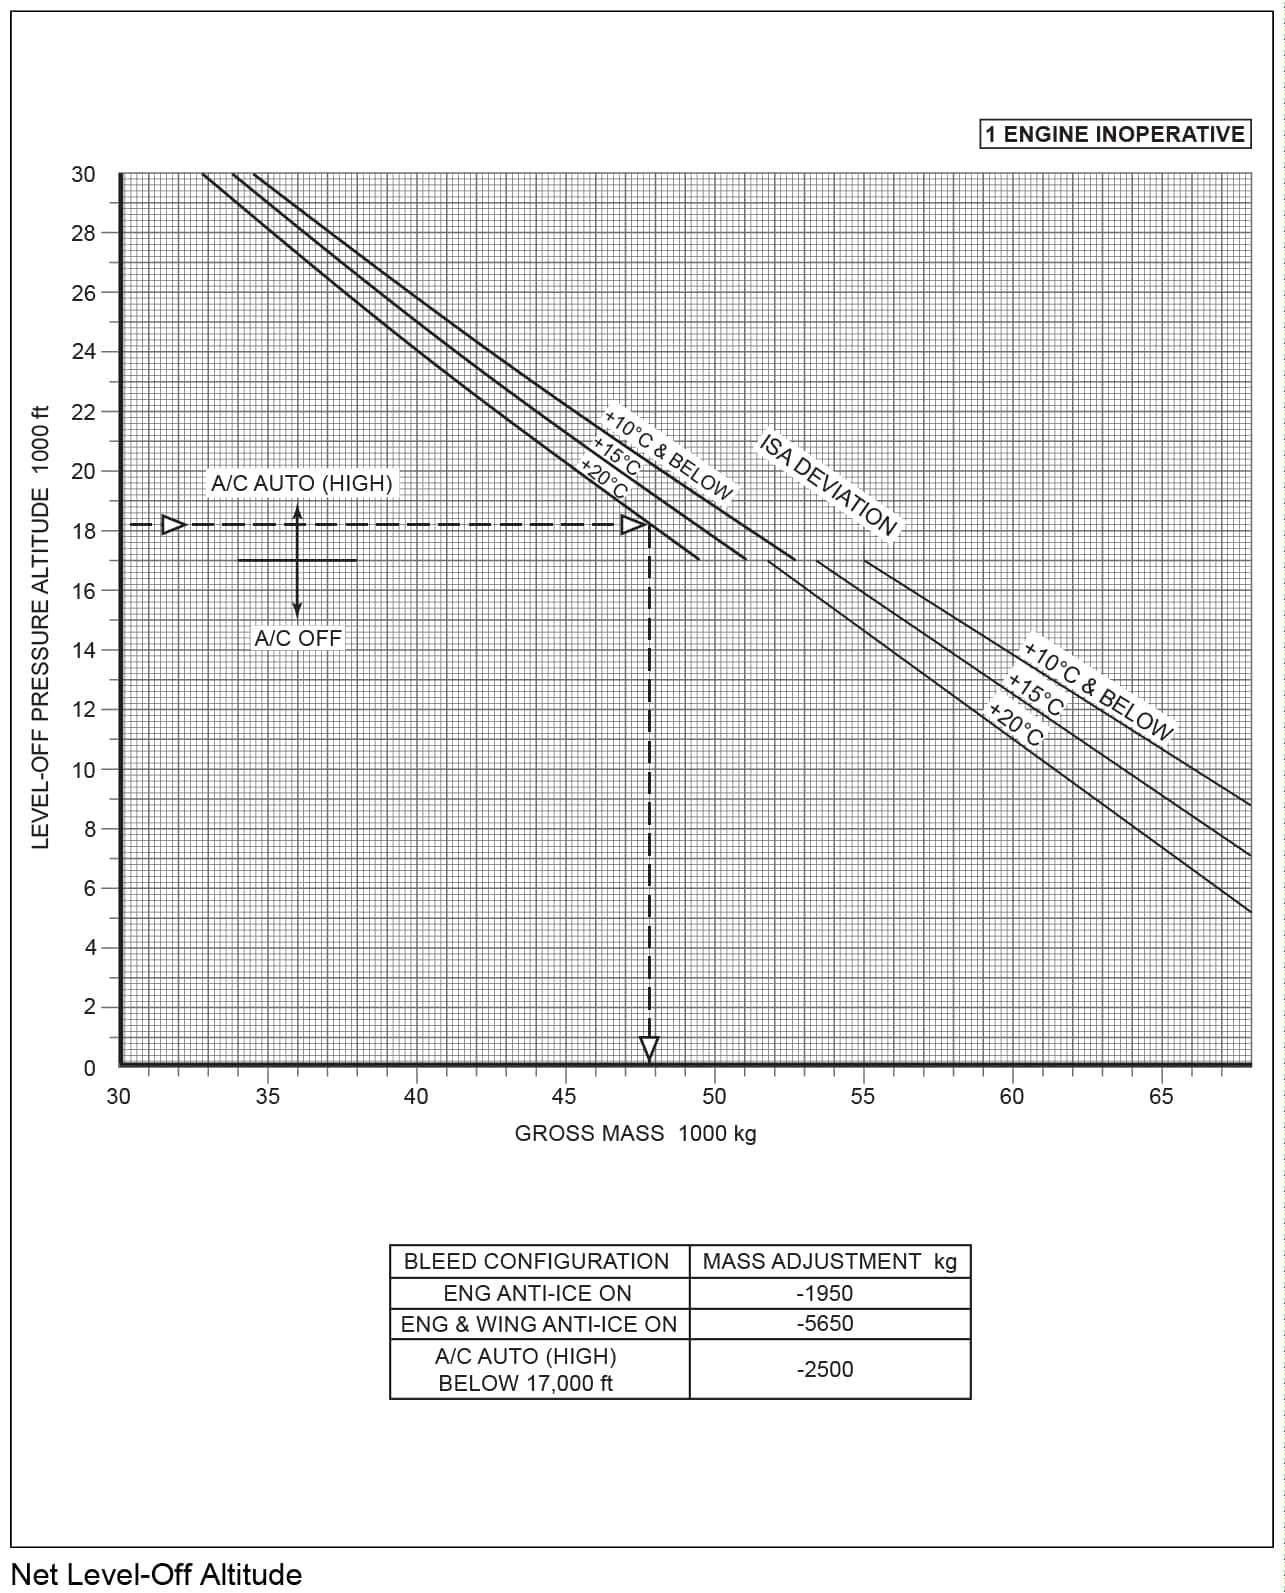 1 ENGINE INOPERATIVE
30
28
26
24
22
20
18
16
14
12
10
8
6
4
2
0
LEVEL-OFF PRESSURE ALTITUDE 1000 ft
A/C AUTO (HIGH)
A/C OFF
+10°C & BELOW
+15°C
+20°C
ISA DEVIATION
+10°C & BELOW
+15°C
+20°C
30 35 40 45 50 55 60 65
GROSS MASS 1000 kg
BLEED CONFIGURATION MASS ADJUSTMENT kg
ENG ANTI-ICE ON -1950
ENG & WING ANTI-ICE ON -5650
A/C AUTO (HIGH)
BELOW 17,000 ft -2500
Net Level-Off Altitude